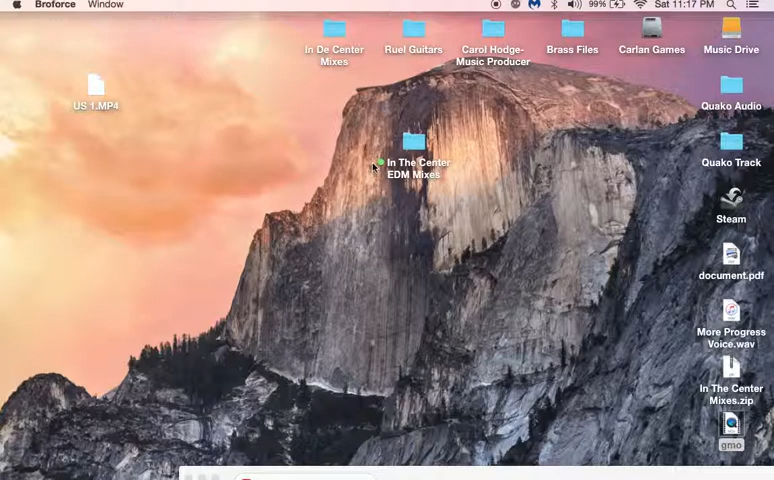 Broforce Window 99% Sat 11:17 PM
In De Center
Mixes
Ruel Guitars
Carol Hodge-
Music Producer
Brass Files
Carlan Games
Music Drive
US 1.MP4
Quako Audio
In The Center
EDM Mixes
Quako Track
Steam
document.pdf
More Progress
Voice.wav
In The Center
Mixes.zip
gmo